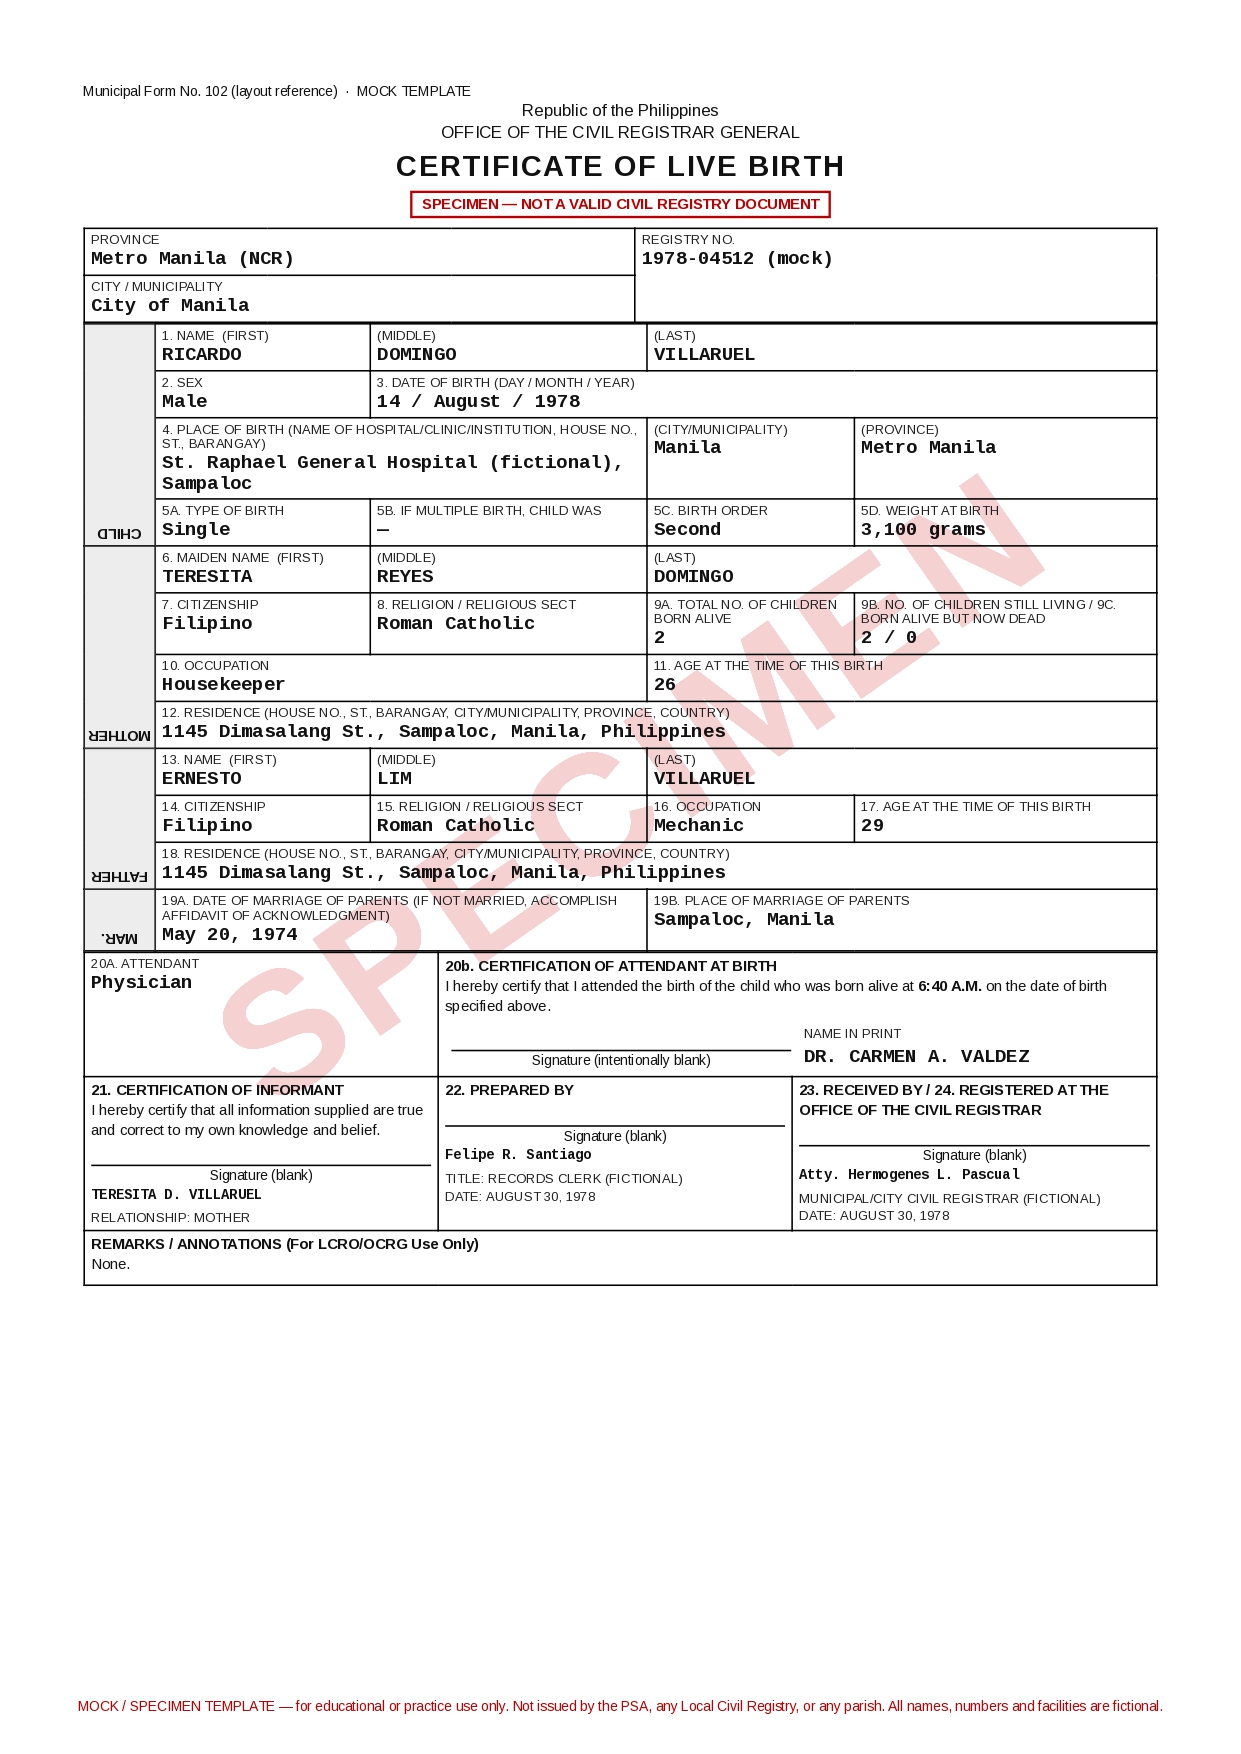 Municipal Form No. 102 (layout reference) · MOCK TEMPLATE
Republic of the Philippines
OFFICE OF THE CIVIL REGISTRAR GENERAL
CERTIFICATE OF LIVE BIRTH
SPECIMEN — NOT A VALID CIVIL REGISTRY DOCUMENT
PROVINCE
Metro Manila (NCR)
REGISTRY NO.
1978-04512 (mock)
CITY / MUNICIPALITY
City of Manila
CHILD
1. NAME (FIRST)
RICARDO
(MIDDLE)
DOMINGO
(LAST)
VILLARUEL
2. SEX
Male
3. DATE OF BIRTH (DAY / MONTH / YEAR)
14 / August / 1978
4. PLACE OF BIRTH (NAME OF HOSPITAL/CLINIC/INSTITUTION, HOUSE NO.,
ST., BARANGAY)
St. Raphael General Hospital (fictional),
Sampaloc
(CITY/MUNICIPALITY)
Manila
(PROVINCE)
Metro Manila
5A. TYPE OF BIRTH
Single
5B. IF MULTIPLE BIRTH, CHILD WAS
—
5C. BIRTH ORDER
Second
5D. WEIGHT AT BIRTH
3,100 grams
MOTHER
6. MAIDEN NAME (FIRST)
TERESITA
(MIDDLE)
REYES
(LAST)
DOMINGO
7. CITIZENSHIP
Filipino
8. RELIGION / RELIGIOUS SECT
Roman Catholic
9A. TOTAL NO. OF CHILDREN
BORN ALIVE
2
9B. NO. OF CHILDREN STILL LIVING / 9C.
BORN ALIVE BUT NOW DEAD
2 / 0
10. OCCUPATION
Housekeeper
11. AGE AT THE TIME OF THIS BIRTH
26
12. RESIDENCE (HOUSE NO., ST., BARANGAY, CITY/MUNICIPALITY, PROVINCE, COUNTRY)
1145 Dimasalang St., Sampaloc, Manila, Philippines
FATHER
13. NAME (FIRST)
ERNESTO
(MIDDLE)
LIM
(LAST)
VILLARUEL
14. CITIZENSHIP
Filipino
15. RELIGION / RELIGIOUS SECT
Roman Catholic
16. OCCUPATION
Mechanic
17. AGE AT THE TIME OF THIS BIRTH
29
18. RESIDENCE (HOUSE NO., ST., BARANGAY, CITY/MUNICIPALITY, PROVINCE, COUNTRY)
1145 Dimasalang St., Sampaloc, Manila, Philippines
MAR.
19A. DATE OF MARRIAGE OF PARENTS (IF NOT MARRIED, ACCOMPLISH
AFFIDAVIT OF ACKNOWLEDGMENT)
May 20, 1974
19B. PLACE OF MARRIAGE OF PARENTS
Sampaloc, Manila
20A. ATTENDANT
Physician
20b. CERTIFICATION OF ATTENDANT AT BIRTH
I hereby certify that I attended the birth of the child who was born alive at 6:40 A.M. on the date of birth
specified above.
Signature (intentionally blank)
NAME IN PRINT
DR. CARMEN A. VALDEZ
21. CERTIFICATION OF INFORMANT
I hereby certify that all information supplied are true
and correct to my own knowledge and belief.
Signature (blank)
TERESITA D. VILLARUEL
RELATIONSHIP: MOTHER
22. PREPARED BY
Signature (blank)
Felipe R. Santiago
TITLE: RECORDS CLERK (FICTIONAL)
DATE: AUGUST 30, 1978
23. RECEIVED BY / 24. REGISTERED AT THE
OFFICE OF THE CIVIL REGISTRAR
Signature (blank)
Atty. Hermogenes L. Pascual
MUNICIPAL/CITY CIVIL REGISTRAR (FICTIONAL)
DATE: AUGUST 30, 1978
REMARKS / ANNOTATIONS (For LCRO/OCRG Use Only)
None.
SPECIMEN
MOCK / SPECIMEN TEMPLATE — for educational or practice use only. Not issued by the PSA, any Local Civil Registry, or any parish. All names, numbers and facilities are fictional.